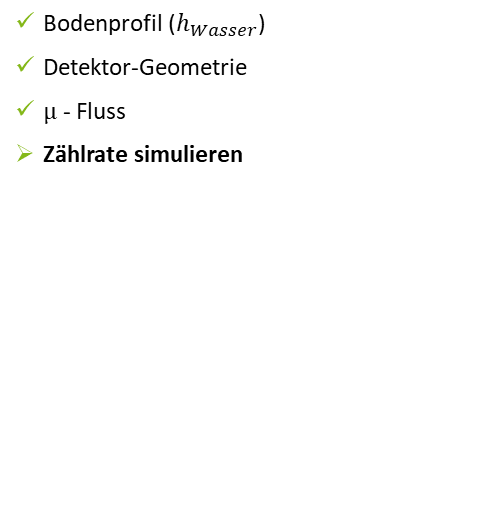 ✓ Bodenprofil (h_Wasser)
✓ Detektor-Geometrie
✓ μ - Fluss
➢ Zählrate simulieren